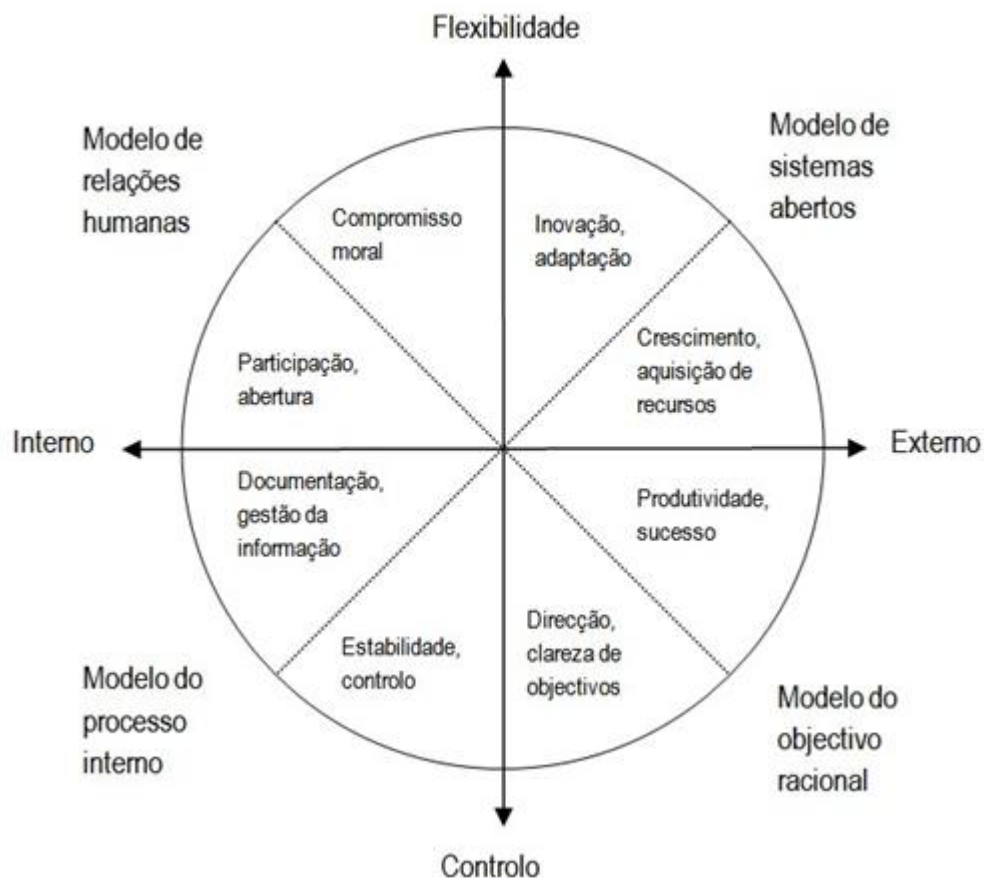 Flexibilidade
Modelo de
relações
humanas
Modelo de
sistemas
abertos
Compromisso
moral
Inovação,
adaptação
Participação,
abertura
Crescimento,
aquisição de
recursos
Interno
Externo
Documentação,
gestão da
informação
Produtividade,
sucesso
Estabilidade,
controlo
Direcção,
clareza de
objectivos
Modelo do
processo
interno
Modelo do
objectivo
racional
Controlo